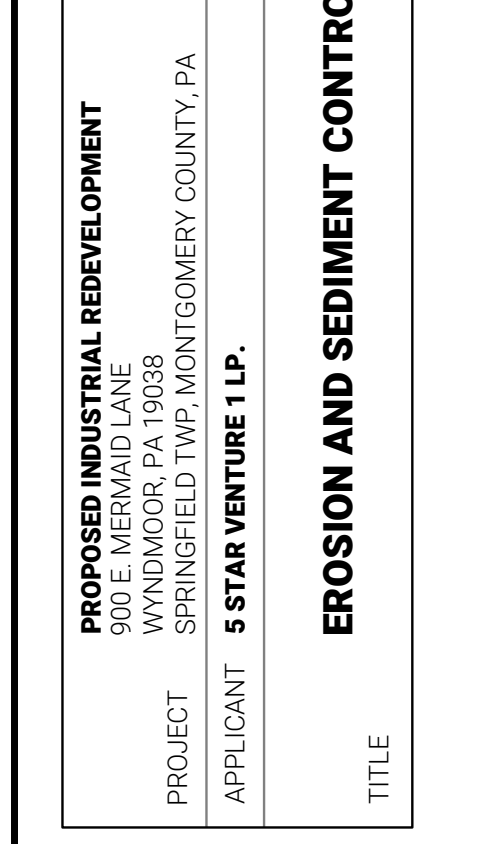 PROPOSED INDUSTRIAL REDEVELOPMENT
900 E. MERMAID LANE
WYNDMOOR, PA 19038
PROJECT SPRINGFIELD TWP, MONTGOMERY COUNTY, PA
APPLICANT 5 STAR VENTURE 1 LP.
EROSION AND SEDIMENT CONTRO
TITLE